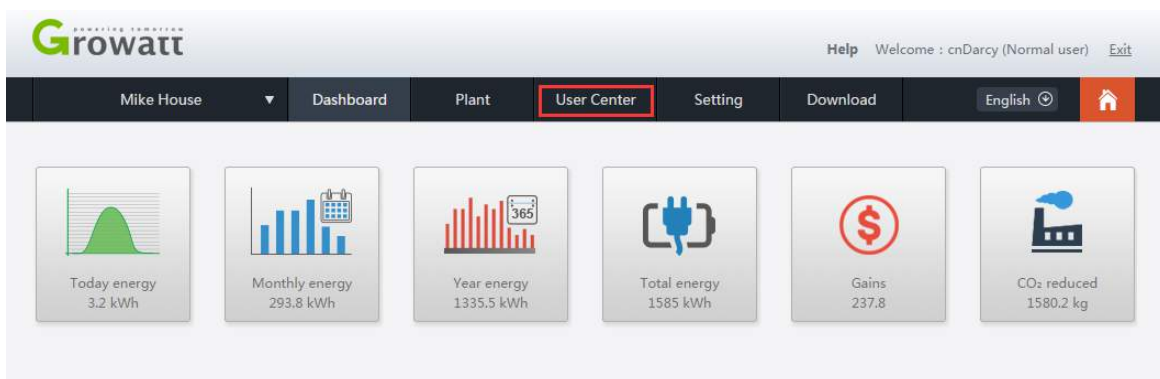 powering tomorrow
Growatt
Help Welcome : cnDarcy (Normal user) Exit
Mike House Dashboard Plant User Center Setting Download English
365
$
Today energy
3.2 kWh
Monthly energy
293.8 kWh
Year energy
1335.5 kWh
Total energy
1585 kWh
Gains
237.8
CO₂ reduced
1580.2 kg